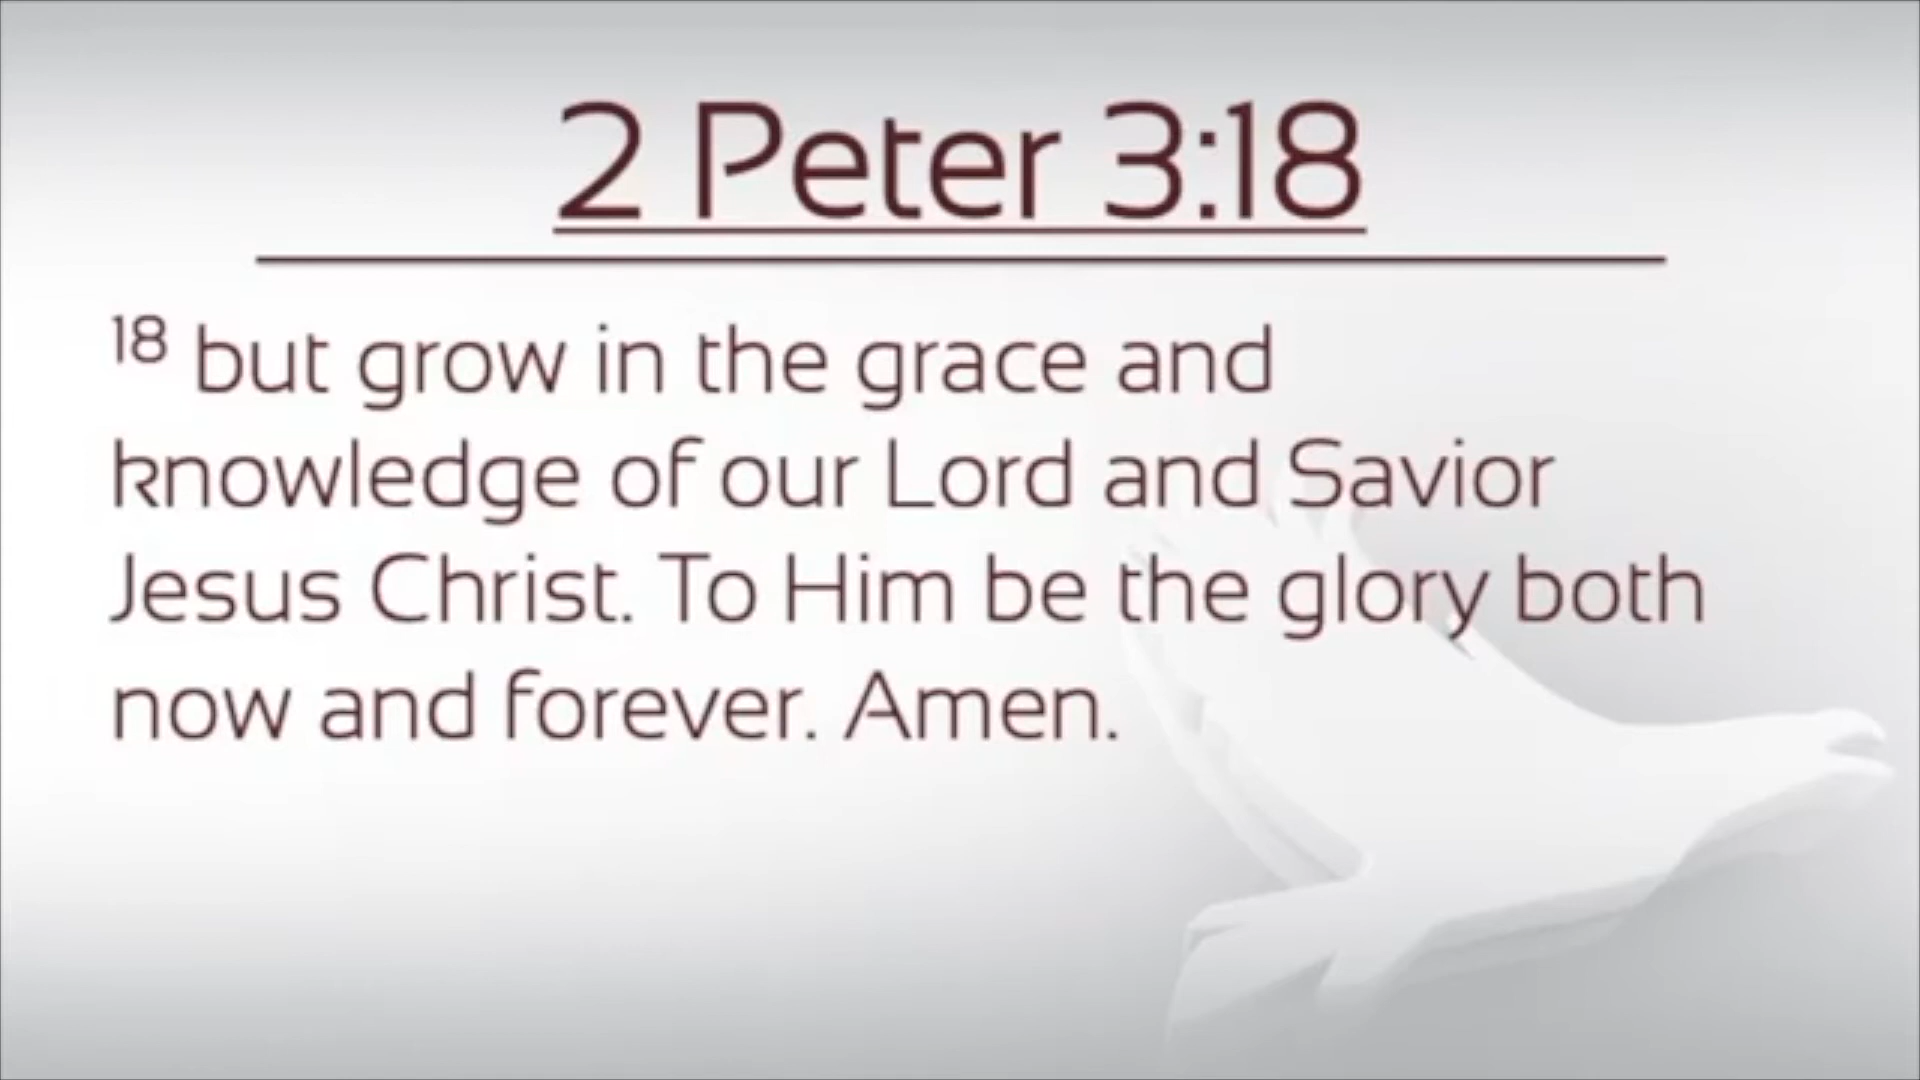 2 Peter 3:18
18 but grow in the grace and
knowledge of our Lord and Savior
Jesus Christ. To Him be the glory both
now and forever. Amen.